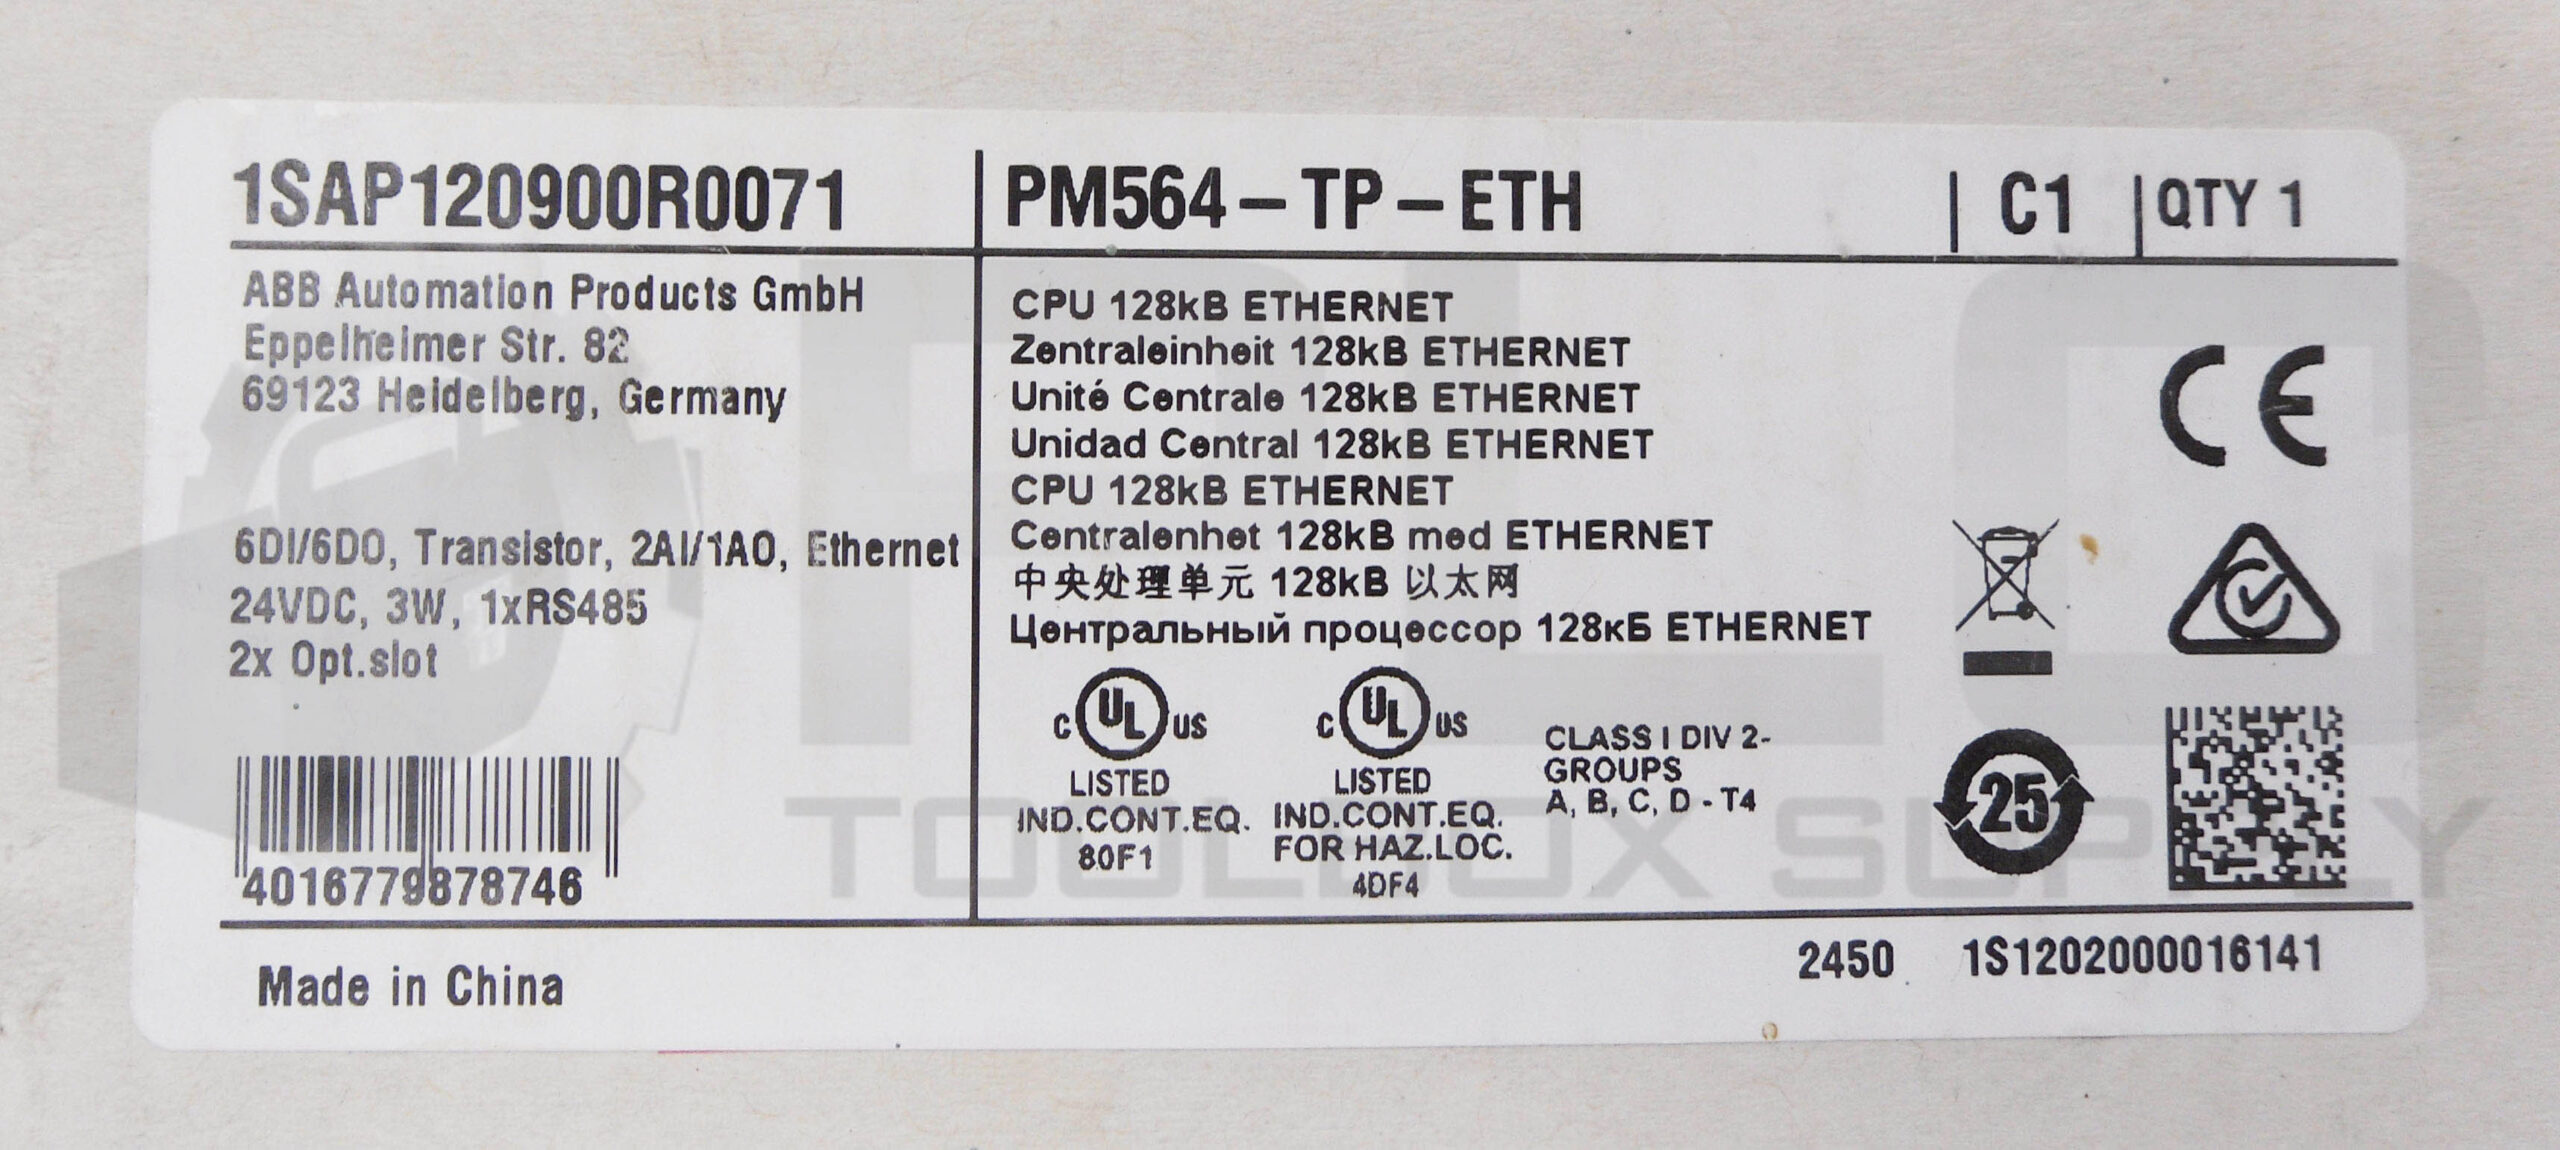 1SAP120900R0071
PM564-TP-ETH
C1
QTY 1
ABB Automation Products GmbH
Eppelheimer Str. 82
69123 Heidelberg, Germany
6DI/6DO, Transistor, 2AI/1AO, Ethernet
24VDC, 3W, 1xRS485
2x Opt.slot
4016779878746
CPU 128kB ETHERNET
Zentraleinheit 128kB ETHERNET
Unité Centrale 128kB ETHERNET
Unidad Central 128kB ETHERNET
CPU 128kB ETHERNET
Centralenhet 128kB med ETHERNET
中央处理单元 128kB 以太网
Центральный процессор 128кБ ETHERNET
C UL US
LISTED
IND.CONT.EQ.
80F1
C UL US
LISTED
IND.CONT.EQ.
FOR HAZ.LOC.
4DF4
CLASS I DIV 2-
GROUPS
A, B, C, D - T4
CE
25
Made in China
2450 1S1202000016141
PLC
TOOLBOX SUPPLY